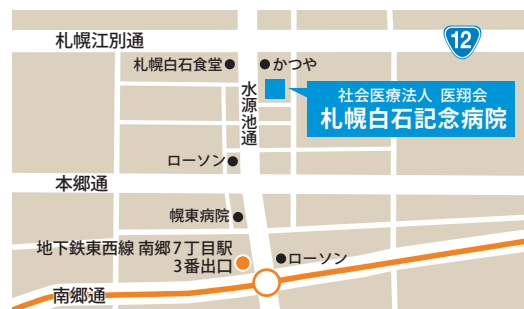 札幌江別通
12
札幌白石食堂
かつや
水源池通
社会医療法人 医翔会
札幌白石記念病院
ローソン
本郷通
幌東病院
地下鉄東西線 南郷7丁目駅
3番出口
ローソン
南郷通